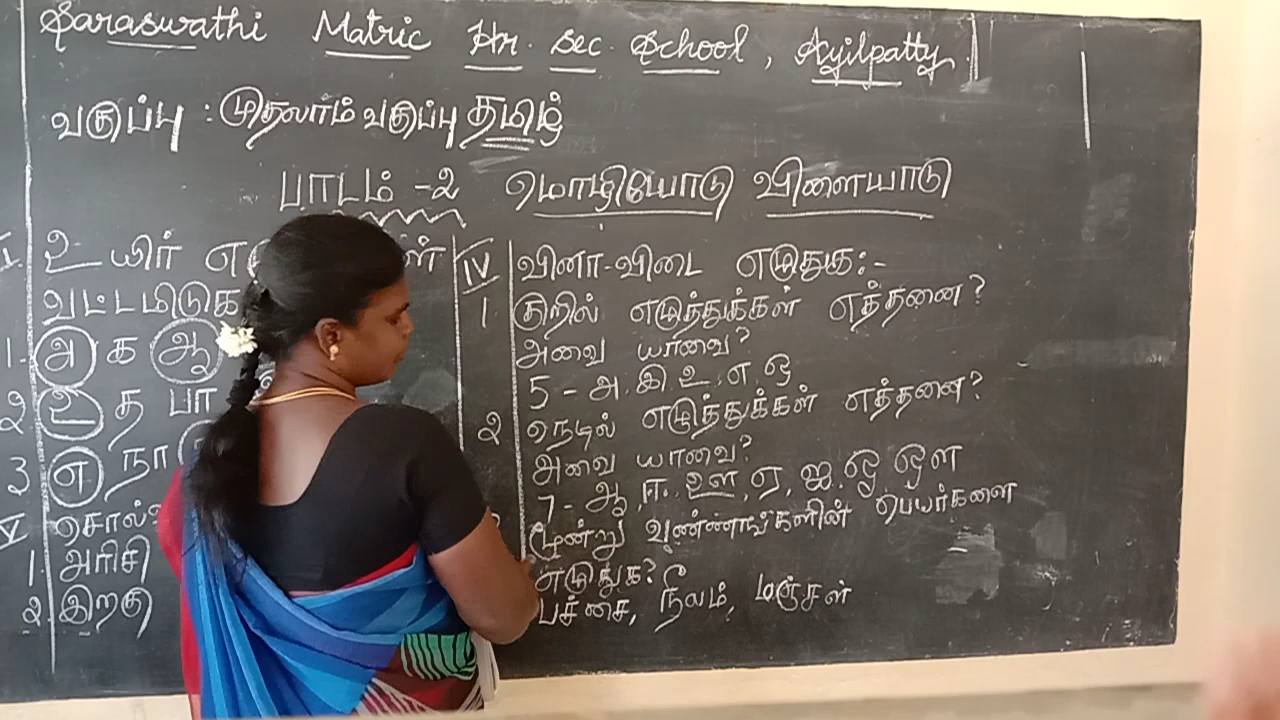 Saraswathi Matric Hr. Sec. School, Ayilpatty.
வகுப்பு : முதலாம் வகுப்பு தமிழ்
பாடம் -2 மொழியோடு விளையாடு
I. உயிர்
வட்டமிடுக
1. அ க ஆ
2. உ த பா
3 எ நா
V
1. அரிசி
2. இறகு
IV வினா-விடை எழுதுக:-
1. குறில் எழுத்துக்கள் எத்தனை?
அவை யாவை?
5 - அ. இ. உ. எ. ஒ
2 நெடில் எழுத்துக்கள் எத்தனை?
அவை யாவை?
7 - ஆ, ஈ, ஊ, ஏ, ஐ, ஓ, ஔ
மூன்று வண்ணங்களின் பெயர்களை
எழுதுக?
பச்சை, நீலம், மஞ்சள்